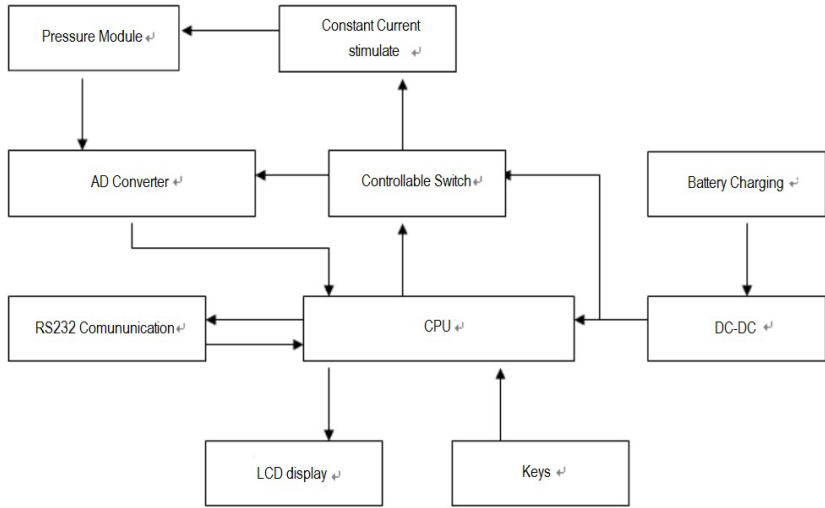 Pressure Module ↵
Constant Current
stimulate ↵
AD Converter ↵
Controllable Switch↵
Battery Charging ↵
RS232 Comununication↵
CPU ↵
DC-DC ↵
LCD display ↵
Keys ↵